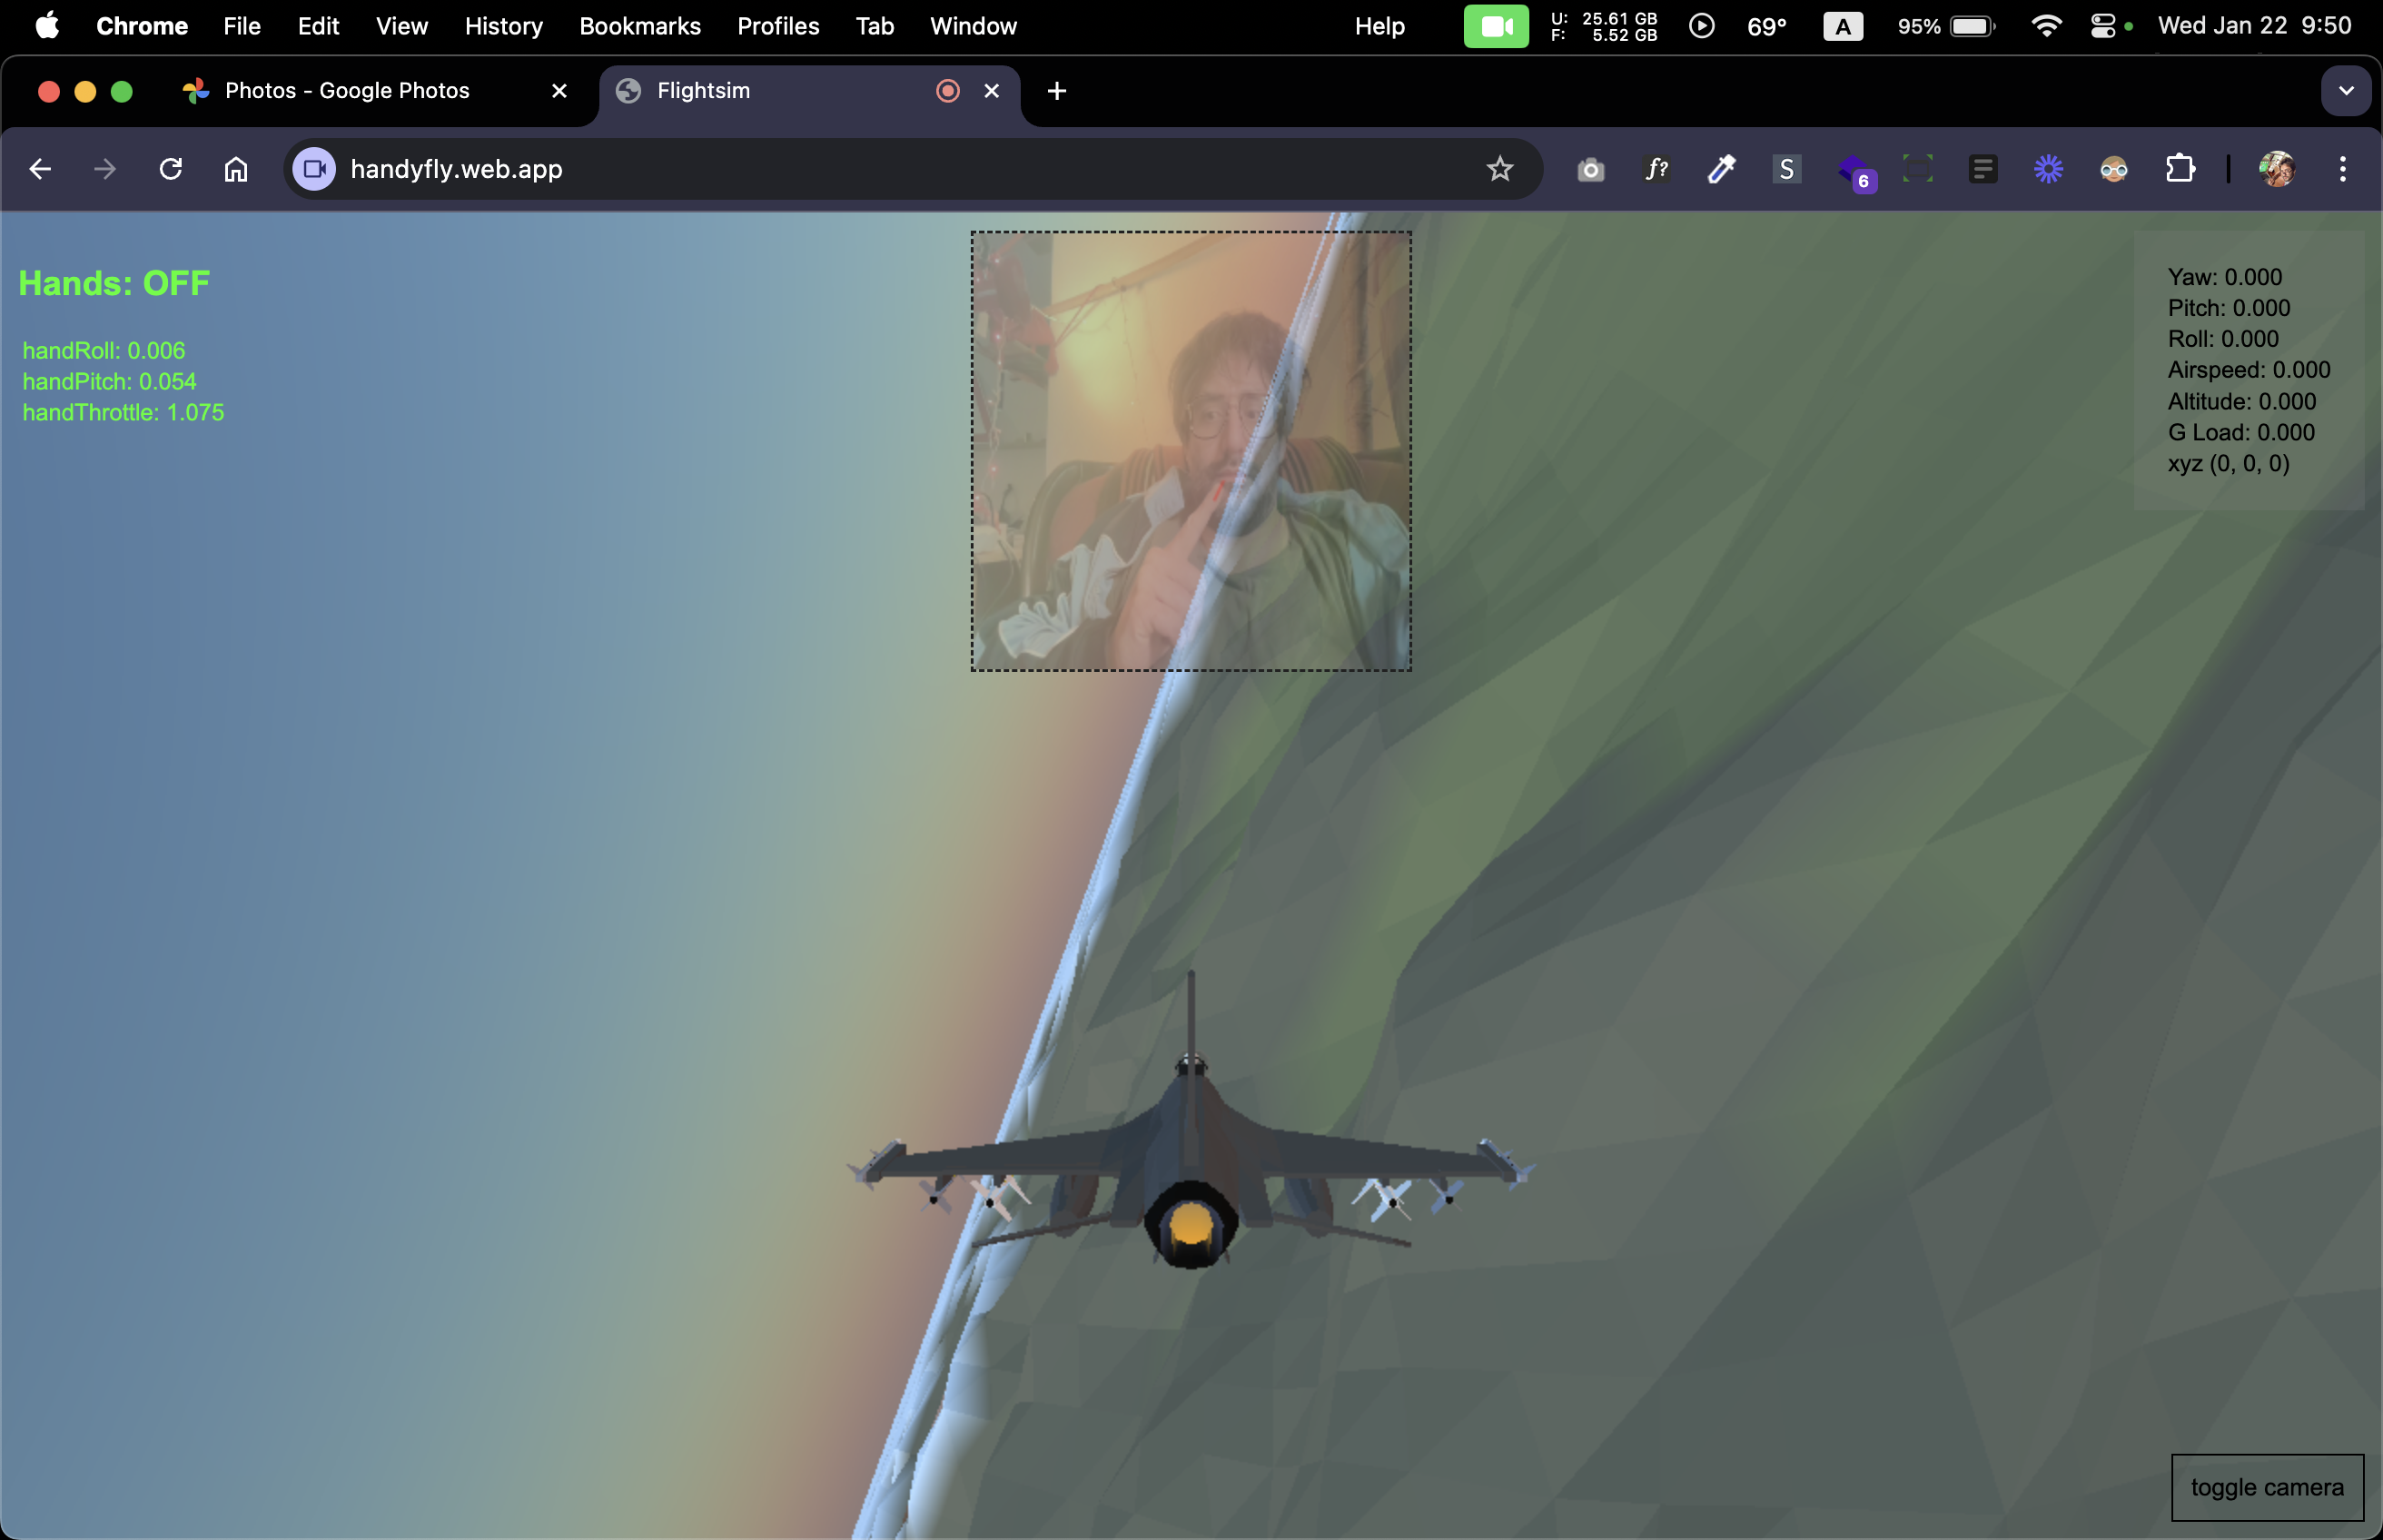 Chrome File Edit View History Bookmarks Profiles Tab Window Help U: 25.61 GB F: 5.52 GB 69° A 95% Wed Jan 22 9:50
Photos - Google Photos Flightsim
handyfly.web.app f? S 6
Hands: OFF
handRoll: 0.006
handPitch: 0.054
handThrottle: 1.075
Yaw: 0.000
Pitch: 0.000
Roll: 0.000
Airspeed: 0.000
Altitude: 0.000
G Load: 0.000
xyz (0, 0, 0)
toggle camera